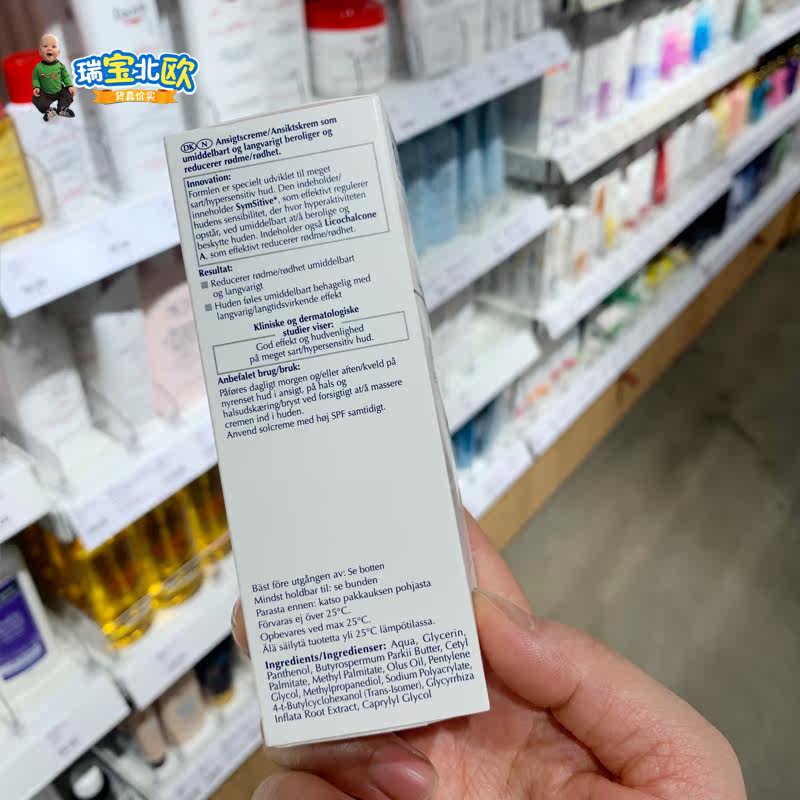 瑞宝北欧
货真价实
DK N Ansigtscreme/Ansiktskrem som
umiddelbart og langvarigt beroliger og
reducerer rødme/rødhet.
Innovation:
Formlen er specielt udviklet til meget
sart/hypersensitiv hud. Den indeholder/
inneholder SymSitive*, som effektivt regulerer
hudens sensibilitet, der hvor hyperaktiviteten
opstår, ved umiddelbart at/å berolige og
beskytte huden. Indeholder også Licochalcone
A, som effektivt reducerer rødme/rødhet.
Resultat:
Reducerer rødme/rødhet umiddelbart
og langvarigt
Huden føles umiddelbart behagelig med
langvarig/langtidsvirkende effekt
Kliniske og dermatologiske
studier viser:
God effekt og hudvenlighed
på meget sart/hypersensitiv hud.
Anbefalet brug/bruk:
Påføres dagligt morgen og/eller aften/kveld på
nyrenset hud i ansigt, på hals og
halsudskæring/bryst ved forsigtigt at/å massere
cremen ind i huden.
Anvend solcreme med høj SPF samtidigt.
Bäst före utgången av: Se botten
Mindst holdbar til: se bunden
Parasta ennen: katso pakkauksen pohjasta
Förvaras ej över 25°C.
Opbevares ved max 25°C.
Älä säilytä tuotetta yli 25°C lämpötilassa.
Ingredients/Ingredienser: Aqua, Glycerin,
Panthenol, Butyrospermum Parkii Butter, Cetyl
Palmitate, Methyl Palmitate, Olus Oil, Pentylene
Glycol, Methylpropanediol, Sodium Polyacrylate,
4-t-Butylcyclohexanol (Trans-Isomer), Glycyrrhiza
Inflata Root Extract, Caprylyl Glycol